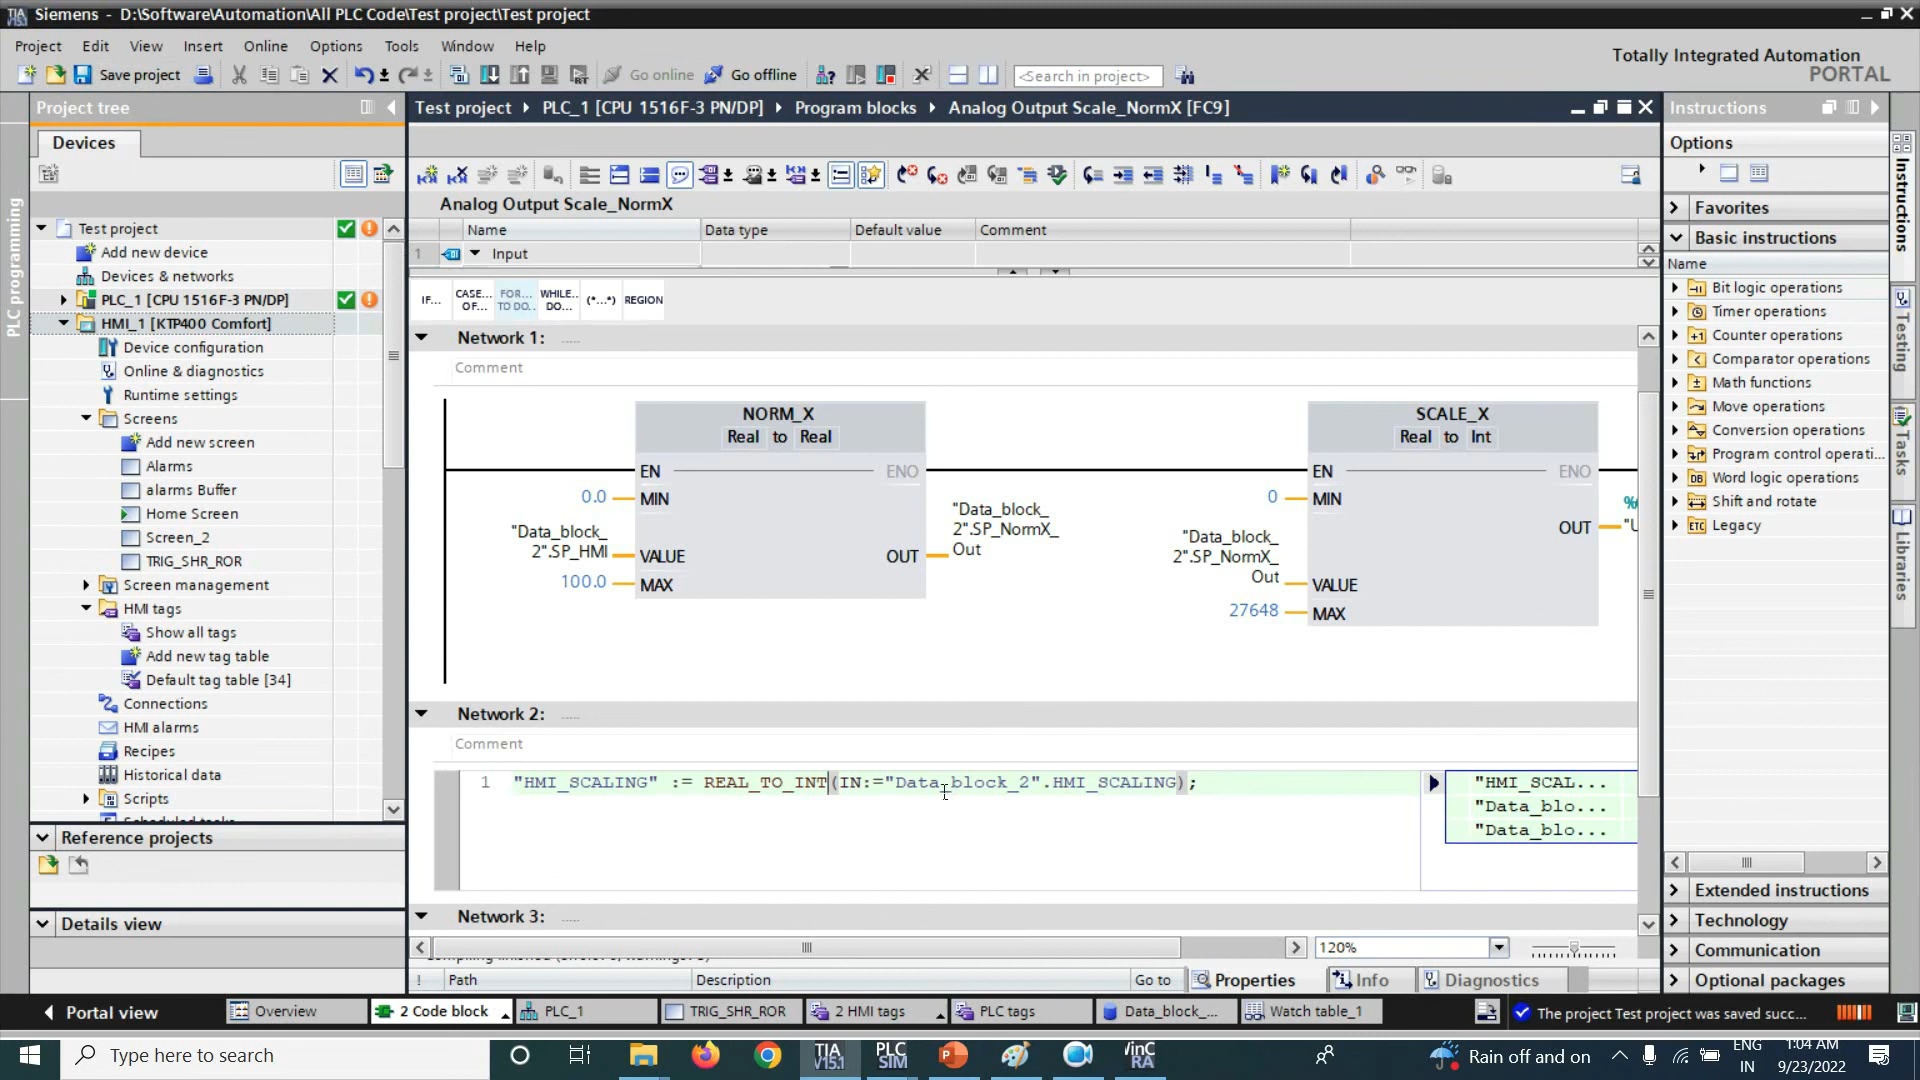 Siemens - D:\Software\Automation\All PLC Code\Test project\Test project
Project Edit View Insert Online Options Tools Window Help
Totally Integrated Automation
PORTAL
Save project
Go online
Go offline
<Search in project>
Project tree
Test project PLC_1 [CPU 1516F-3 PN/DP] Program blocks Analog Output Scale_NormX [FC9]
Instructions
Devices
Options
PLC programming
Analog Output Scale_NormX
Name Data type Default value Comment
1 Input
IF... CASE... OF... FOR... TO DO.. WHILE.. DO... (*...*) REGION
Test project
Add new device
Devices & networks
PLC_1 [CPU 1516F-3 PN/DP]
HMI_1 [KTP400 Comfort]
Device configuration
Online & diagnostics
Runtime settings
Screens
Add new screen
Alarms
alarms Buffer
Home Screen
Screen_2
TRIG_SHR_ROR
Screen management
HMI tags
Show all tags
Add new tag table
Default tag table [34]
Connections
HMI alarms
Recipes
Historical data
Scripts
Reference projects
Details view
Network 1: .....
Comment
NORM_X
Real to Real
EN ENO
0.0 MIN
"Data_block_
2".SP_HMI VALUE
100.0 MAX
OUT
"Data_block_
2".SP_NormX_
Out
SCALE_X
Real to Int
EN ENO
0 MIN
"Data_block_
2".SP_NormX_
Out VALUE
27648 MAX
OUT
Network 2: .....
Comment
1 "HMI_SCALING" := REAL_TO_INT(IN:="Data_block_2".HMI_SCALING);
"HMI_SCAL...
"Data_blo...
"Data_blo...
Network 3: .....
120%
! Path Description Go to
Properties Info Diagnostics
Favorites
Basic instructions
Name
Bit logic operations
Timer operations
Counter operations
Comparator operations
Math functions
Move operations
Conversion operations
Program control operati...
Word logic operations
Shift and rotate
Legacy
Extended instructions
Technology
Communication
Optional packages
Instructions
Testing
Tasks
Libraries
Portal view Overview 2 Code block PLC_1 TRIG_SHR_ROR 2 HMI tags PLC tags Data_block_... Watch table_1 The project Test project was saved succ...
Type here to search
TIA
V15.1
PLC
SIM
Rain off and on
ENG
IN
1:04 AM
9/23/2022